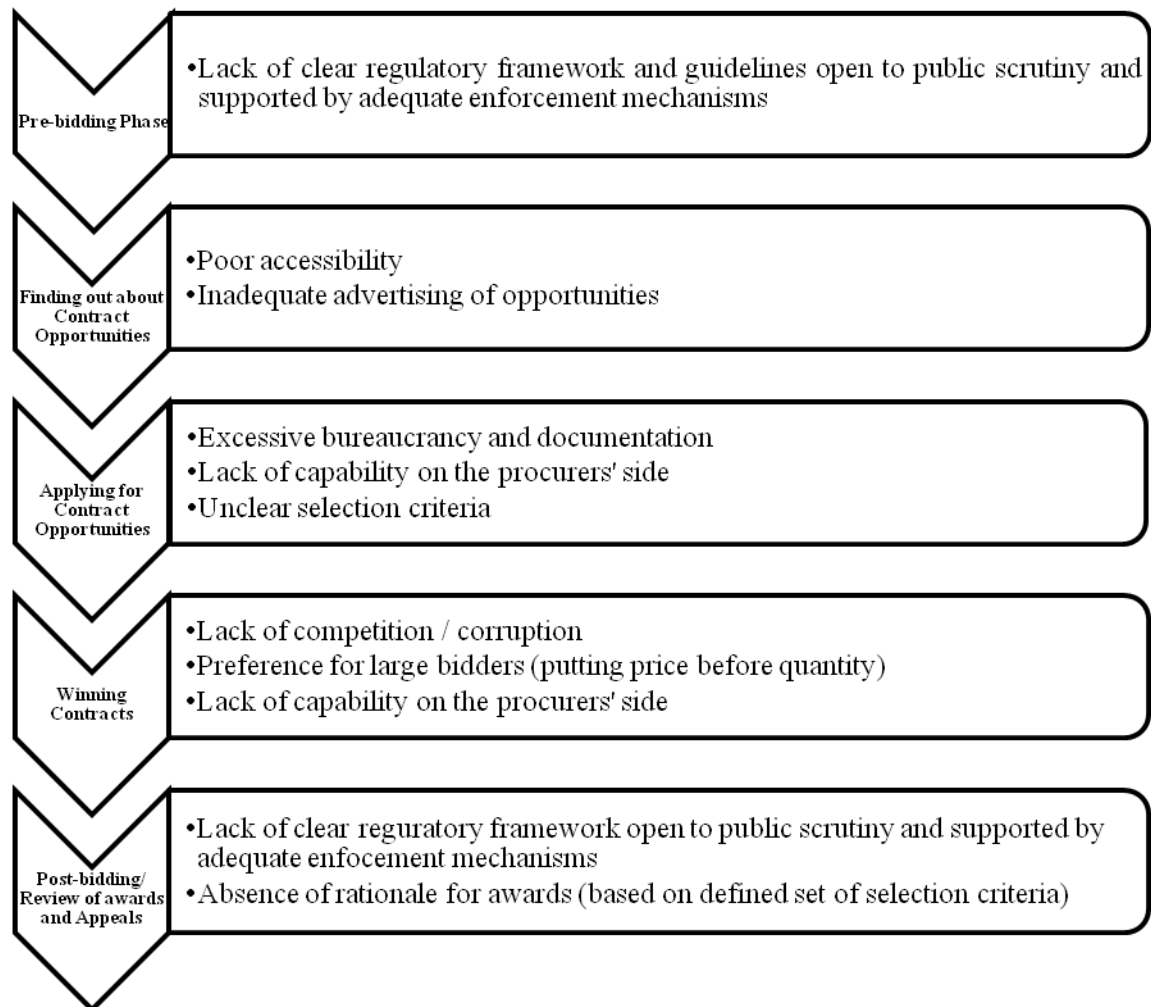 Pre-bidding Phase
•Lack of clear regulatory framework and guidelines open to public scrutiny and
supported by adequate enforcement mechanisms
Finding out about
Contract
Opportunities
•Poor accessibility
•Inadequate advertising of opportunities
Applying for
Contract
Opportunities
•Excessive bureaucrancy and documentation
•Lack of capability on the procurers' side
•Unclear selection criteria
Winning
Contracts
•Lack of competition / corruption
•Preference for large bidders (putting price before quantity)
•Lack of capability on the procurers' side
Post-bidding/
Review of awards
and Appeals
•Lack of clear reguratory framework open to public scrutiny and supported by
adequate enfocement mechanisms
•Absence of rationale for awards (based on defined set of selection criteria)